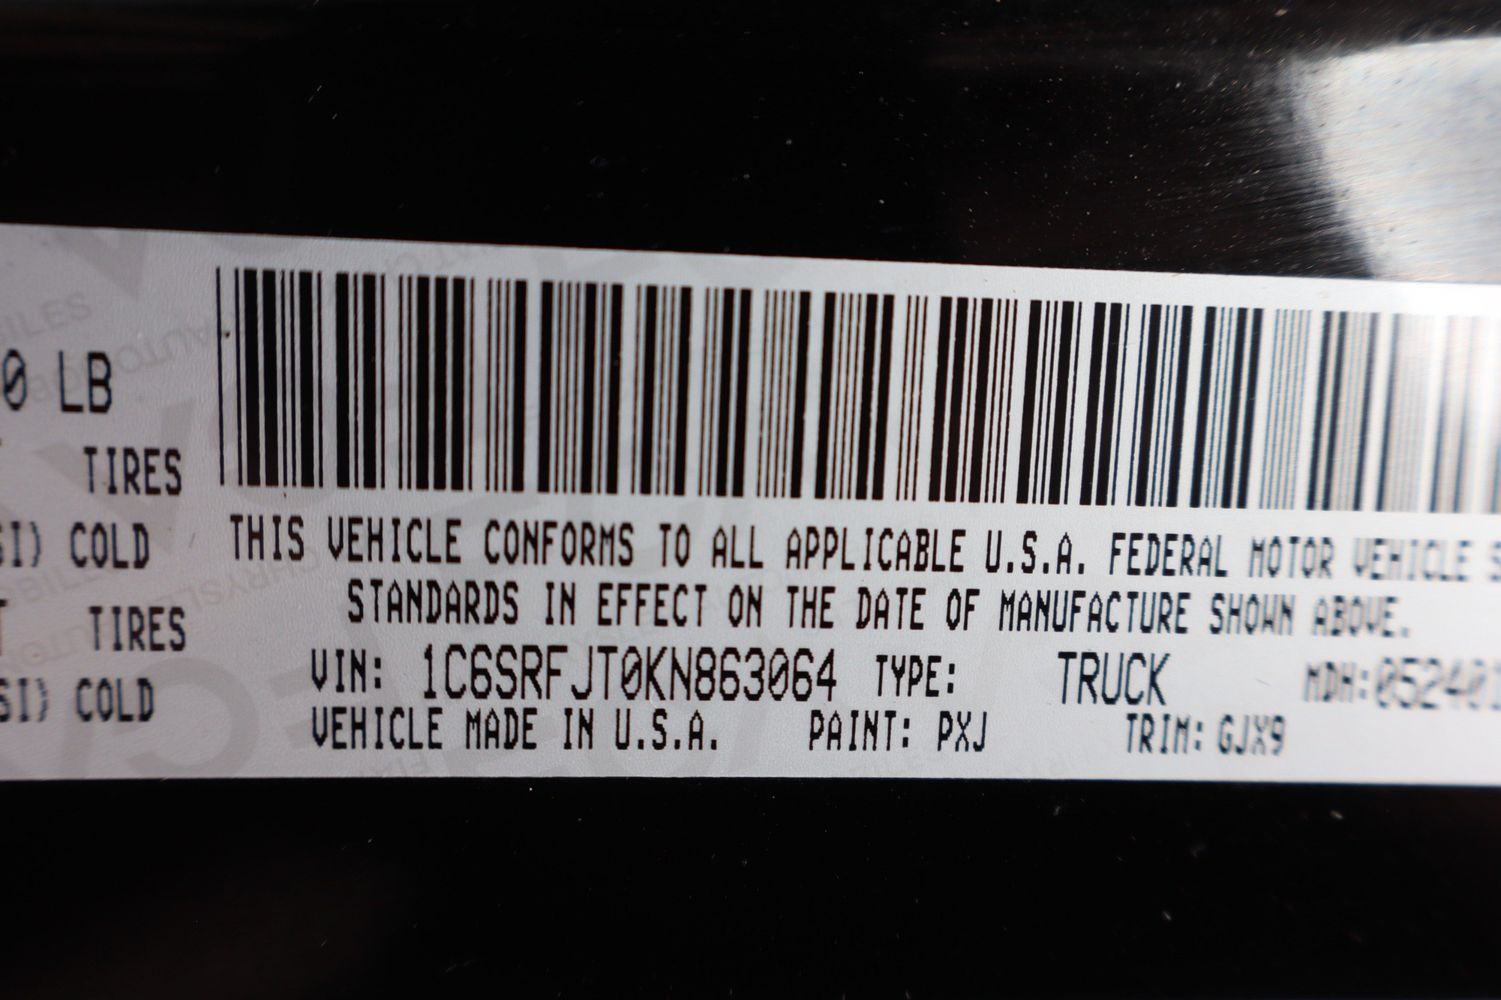 0 LB
TIRES
SI) COLD
TIRES
SI) COLD
THIS VEHICLE CONFORMS TO ALL APPLICABLE U.S.A. FEDERAL MOTOR VEHICLE S
STANDARDS IN EFFECT ON THE DATE OF MANUFACTURE SHOWN ABOVE.
VIN: 1C6SRFJT0KN863064 TYPE: TRUCK MDH:052401
VEHICLE MADE IN U.S.A. PAINT: PXJ TRIM: GJX9